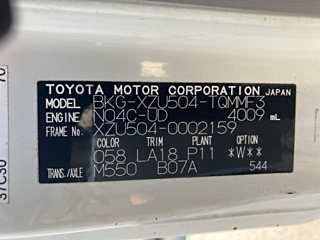 TOYOTA MOTOR CORPORATION JAPAN
MODEL BKG-XZU504-TQMMF3
ENGINE N04C-UD 4009 mL
FRAME NO. XZU504-0002159
COLOR TRIM PLANT OPTION
058 LA18 P11 *W**
TRANS./AXLE M550 B07A 544
37C30